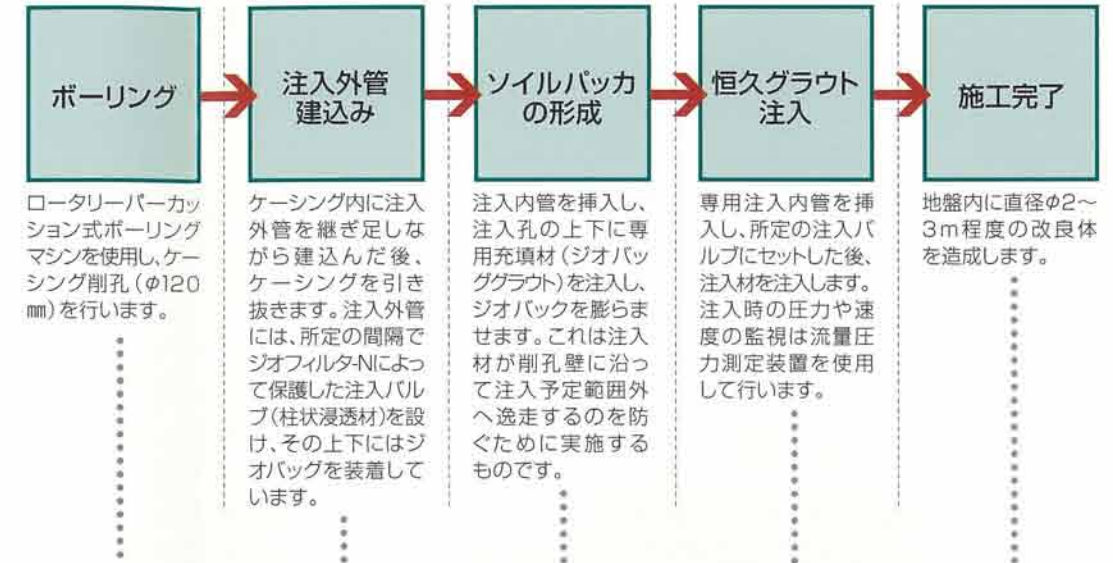 ボーリング
ロータリーパーカッ
ション式ボーリング
マシンを使用し、ケー
シング削孔(φ120
㎜)を行います。
注入外管
建込み
ケーシング内に注入
外管を継ぎ足しな
がら建込んだ後、
ケーシングを引き
抜きます。注入外管
には、所定の間隔で
ジオフィルタ-Nによっ
て保護した注入バル
ブ(柱状浸透材)を設
け、その上下にはジ
オバッグを装着して
います。
ソイルパッカ
の形成
注入内管を挿入し、
注入孔の上下に専
用充填材(ジオバッ
ググラウト)を注入し、
ジオバックを膨らま
せます。これは注入
材が削孔壁に沿っ
て注入予定範囲外
へ逸走するのを防
ぐために実施する
ものです。
恒久グラウト
注入
専用注入内管を挿
入し、所定の注入バ
ルブにセットした後、
注入材を注入します。
注入時の圧力や速
度の監視は流量圧
力測定装置を使用
して行います。
施工完了
地盤内に直径φ2～
3m程度の改良体
を造成します。